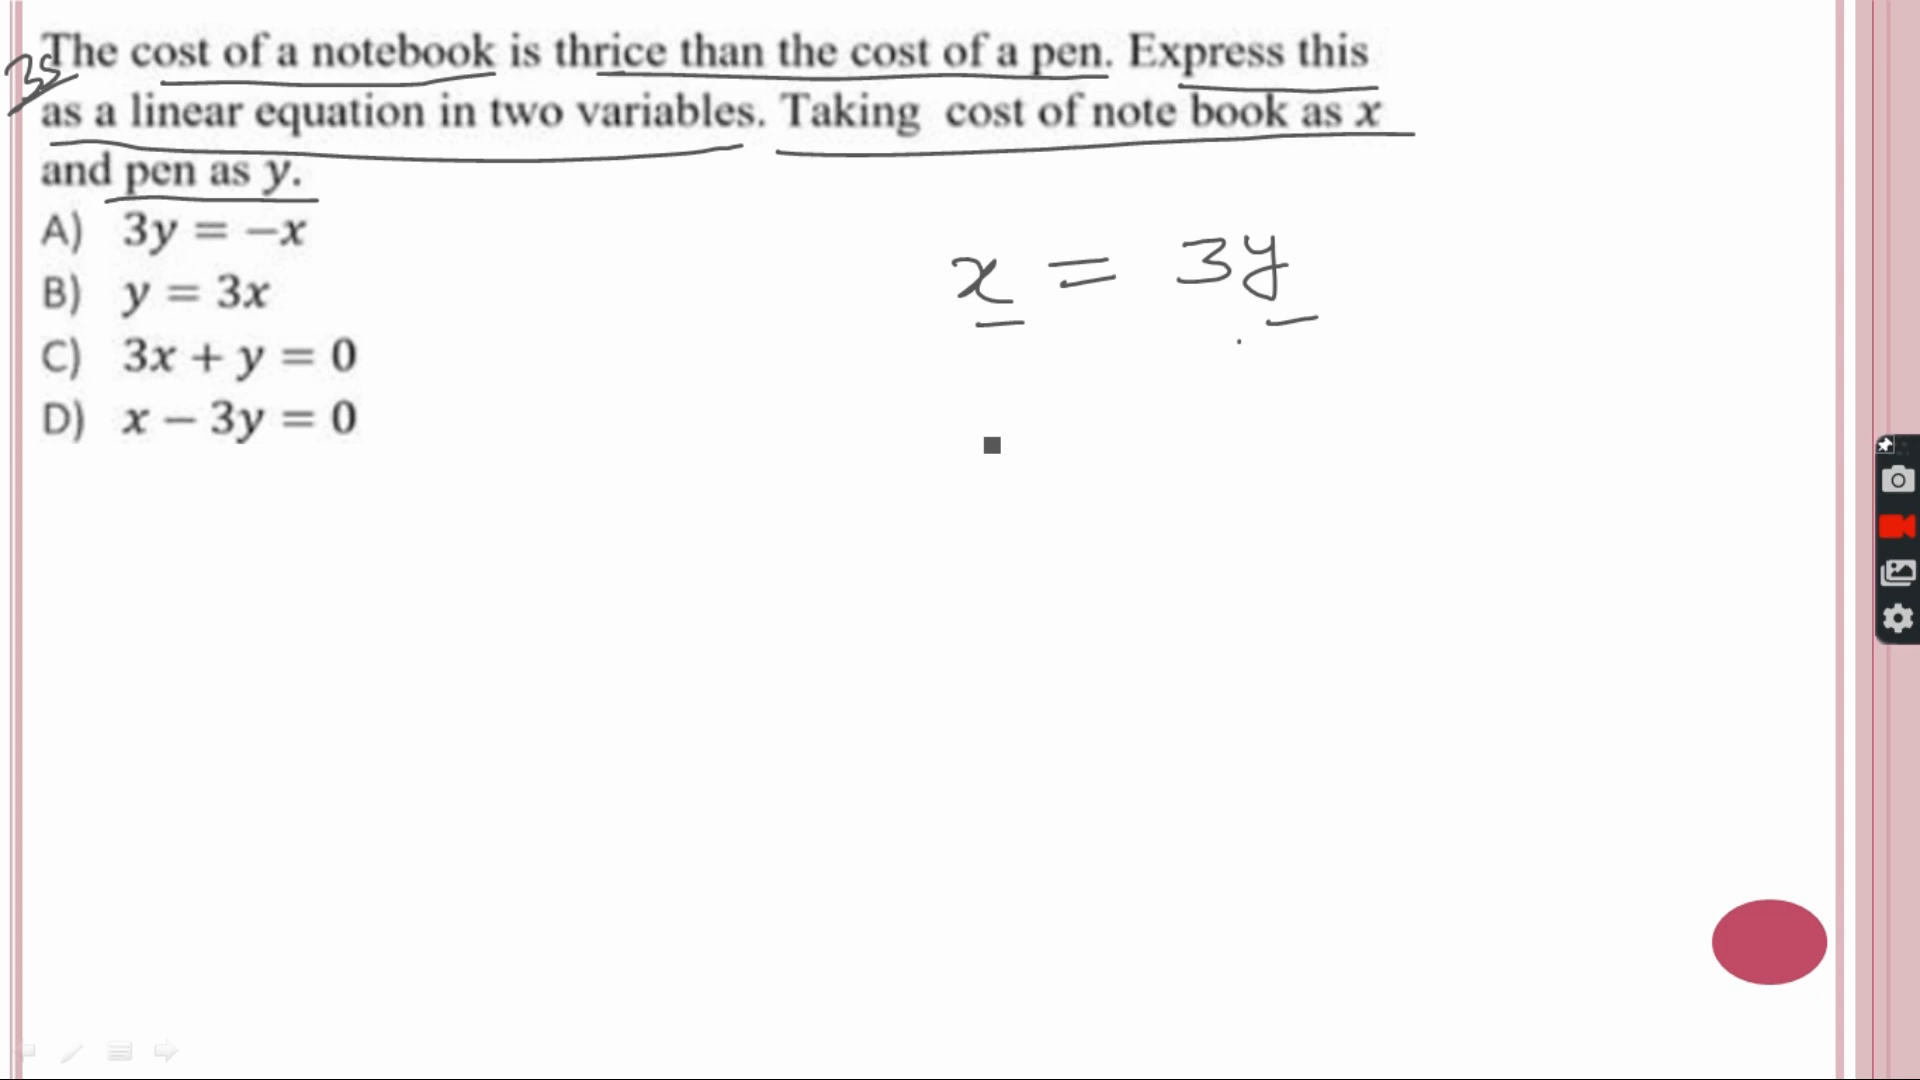 35
The cost of a notebook is thrice than the cost of a pen. Express this
as a linear equation in two variables. Taking cost of note book as x
and pen as y.
A) 3y = −x
B) y = 3x
C) 3x + y = 0
D) x − 3y = 0
x = 3y